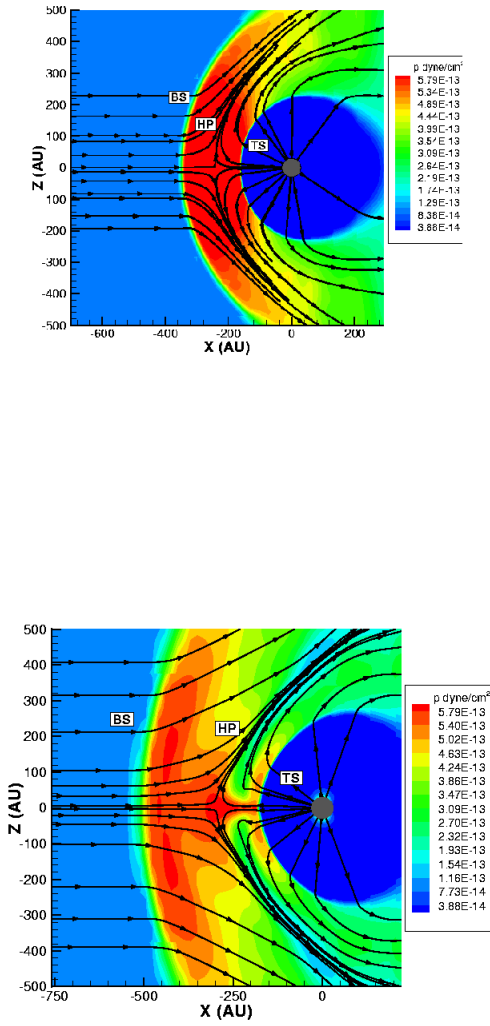 500
400
300
200
100
0
-100
-200
-300
-400
-500
Z (AU)
BS
HP
TS
-600
-400
-200
0
200
X (AU)
p dyne/cm²
5.79E-13
5.34E-13
4.89E-13
4.44E-13
3.99E-13
3.54E-13
3.09E-13
2.64E-13
2.19E-13
1.74E-13
1.29E-13
8.38E-14
3.88E-14
500
400
300
200
100
0
-100
-200
-300
-400
-500
Z (AU)
BS
HP
TS
-750
-500
-250
0
X (AU)
p dyne/cm²
5.79E-13
5.40E-13
5.02E-13
4.63E-13
4.24E-13
3.86E-13
3.47E-13
3.09E-13
2.70E-13
2.32E-13
1.93E-13
1.54E-13
1.16E-13
7.73E-14
3.88E-14